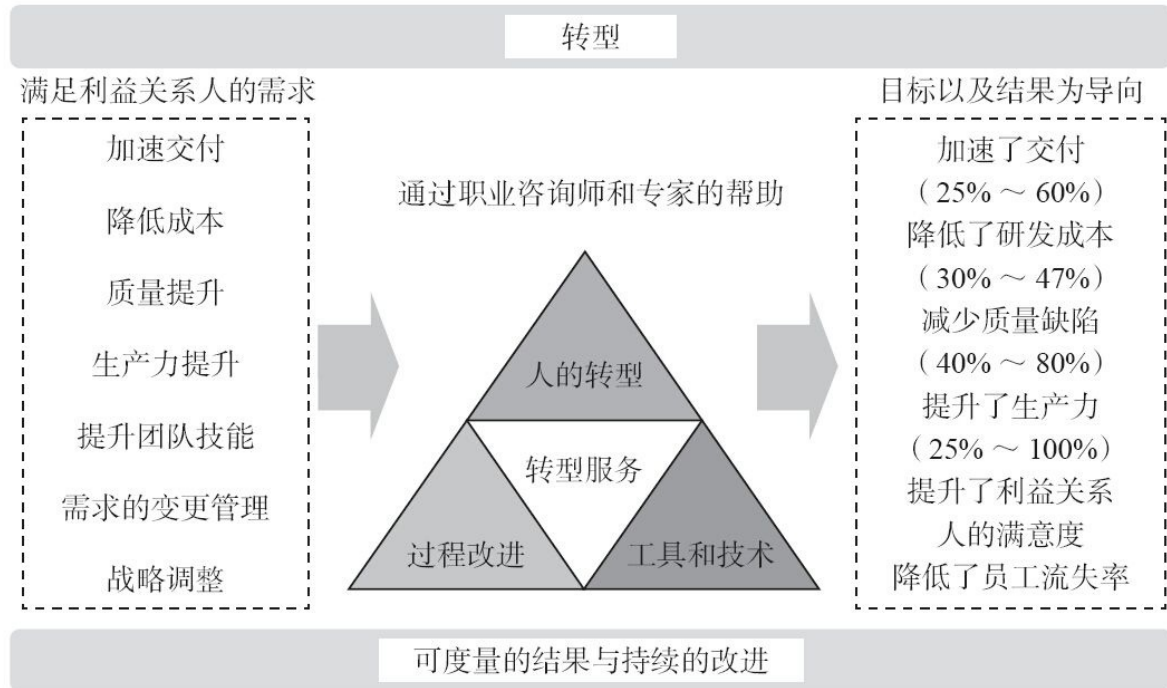 转型
满足利益关系人的需求
加速交付
降低成本
质量提升
生产力提升
提升团队技能
需求的变更管理
战略调整
通过职业咨询师和专家的帮助
人的转型
转型服务
过程改进
工具和技术
目标以及结果为导向
加速了交付
（25% ～ 60%）
降低了研发成本
（30% ～ 47%）
减少质量缺陷
（40% ～ 80%）
提升了生产力
（25% ～ 100%）
提升了利益关系
人的满意度
降低了员工流失率
可度量的结果与持续的改进